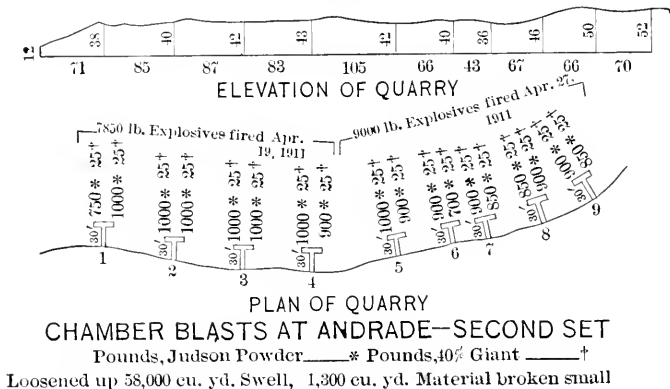 12 38 40 42 43 42 40 36 46 50 52
71 85 87 83 105 66 40 43 67 66 70
ELEVATION OF QUARRY
7850 lb. Explosives fired Apr.
19, 1911
9000 lb. Explosives fired Apr. 27.
1911
750* 25†
1000* 25†
1000* 25†
1000* 25†
1000* 25†
1000* 25†
1000* 25†
900* 25†
1000* 25†
900* 25†
900* 25†
700* 25†
900* 25†
850* 25†
850* 25†
900* 25†
900* 25†
850* 25†
30′ 30′ 30′ 30′ 30′ 30′ 30′ 30′ 30′
1 2 3 4 5 6 7 8 9
PLAN OF QUARRY
CHAMBER BLASTS AT ANDRADE—SECOND SET
Pounds, Judson Powder____* Pounds, 40% Giant____†
Loosened up 58,000 cu. yd. Swell, 1,300 cu. yd. Material broken small